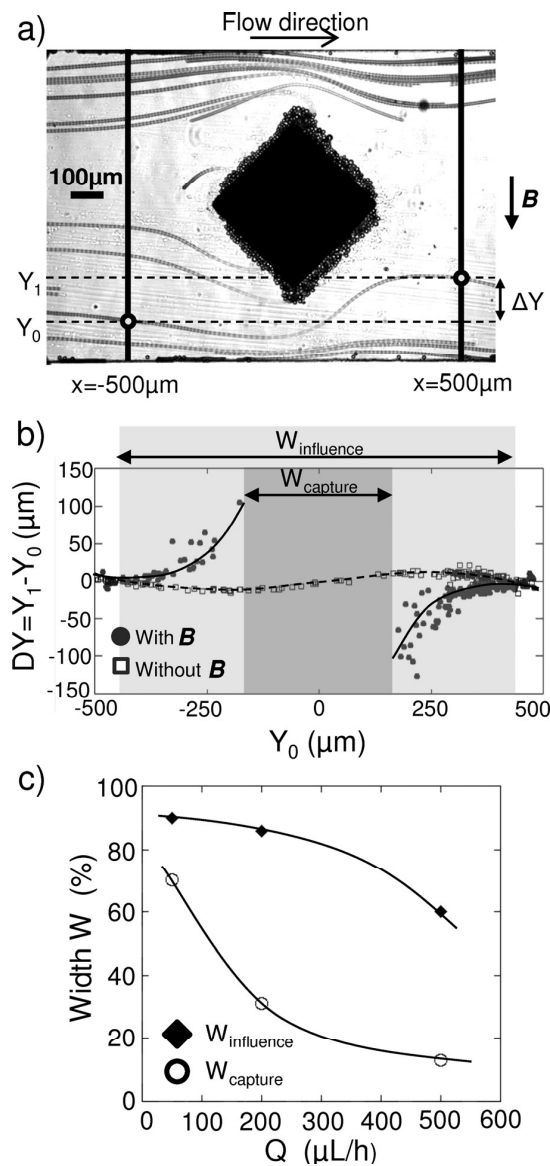 a)
Flow direction
100µm
B
Y1
Y0
ΔY
x=-500µm
x=500µm
b)
Winfluence
Wcapture
150
100
50
0
-50
-100
-150
DY=Y1-Y0 (µm)
With B
Without B
-500
-250
0
250
500
Y0 (µm)
c)
100
80
60
40
20
0
Width W (%)
Winfluence
Wcapture
0
100
200
300
400
500
600
Q (µL/h)